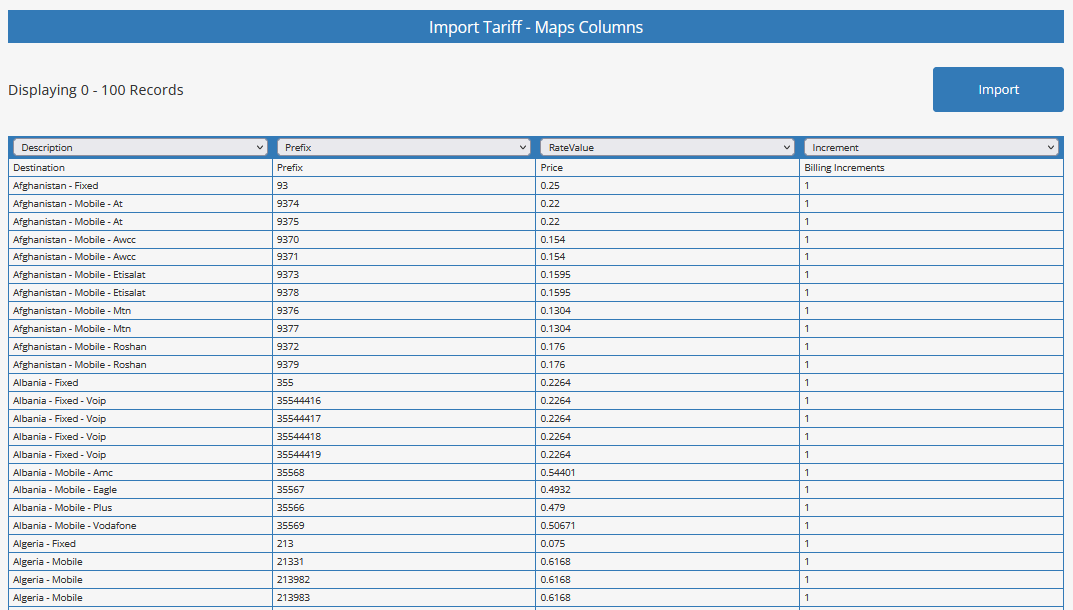 Import Tariff - Maps Columns
Displaying 0 - 100 Records
Import
Description Prefix RateValue Increment
Destination Prefix Price Billing Increments
Afghanistan - Fixed 93 0.25 1
Afghanistan - Mobile - At 9374 0.22 1
Afghanistan - Mobile - At 9375 0.22 1
Afghanistan - Mobile - Awcc 9370 0.154 1
Afghanistan - Mobile - Awcc 9371 0.154 1
Afghanistan - Mobile - Etisalat 9373 0.1595 1
Afghanistan - Mobile - Etisalat 9378 0.1595 1
Afghanistan - Mobile - Mtn 9376 0.1304 1
Afghanistan - Mobile - Mtn 9377 0.1304 1
Afghanistan - Mobile - Roshan 9372 0.176 1
Afghanistan - Mobile - Roshan 9379 0.176 1
Albania - Fixed 355 0.2264 1
Albania - Fixed - Voip 35544416 0.2264 1
Albania - Fixed - Voip 35544417 0.2264 1
Albania - Fixed - Voip 35544418 0.2264 1
Albania - Fixed - Voip 35544419 0.2264 1
Albania - Mobile - Amc 35568 0.54401 1
Albania - Mobile - Eagle 35567 0.4932 1
Albania - Mobile - Plus 35566 0.479 1
Albania - Mobile - Vodafone 35569 0.50671 1
Algeria - Fixed 213 0.075 1
Algeria - Mobile 21331 0.6168 1
Algeria - Mobile 213982 0.6168 1
Algeria - Mobile 213983 0.6168 1